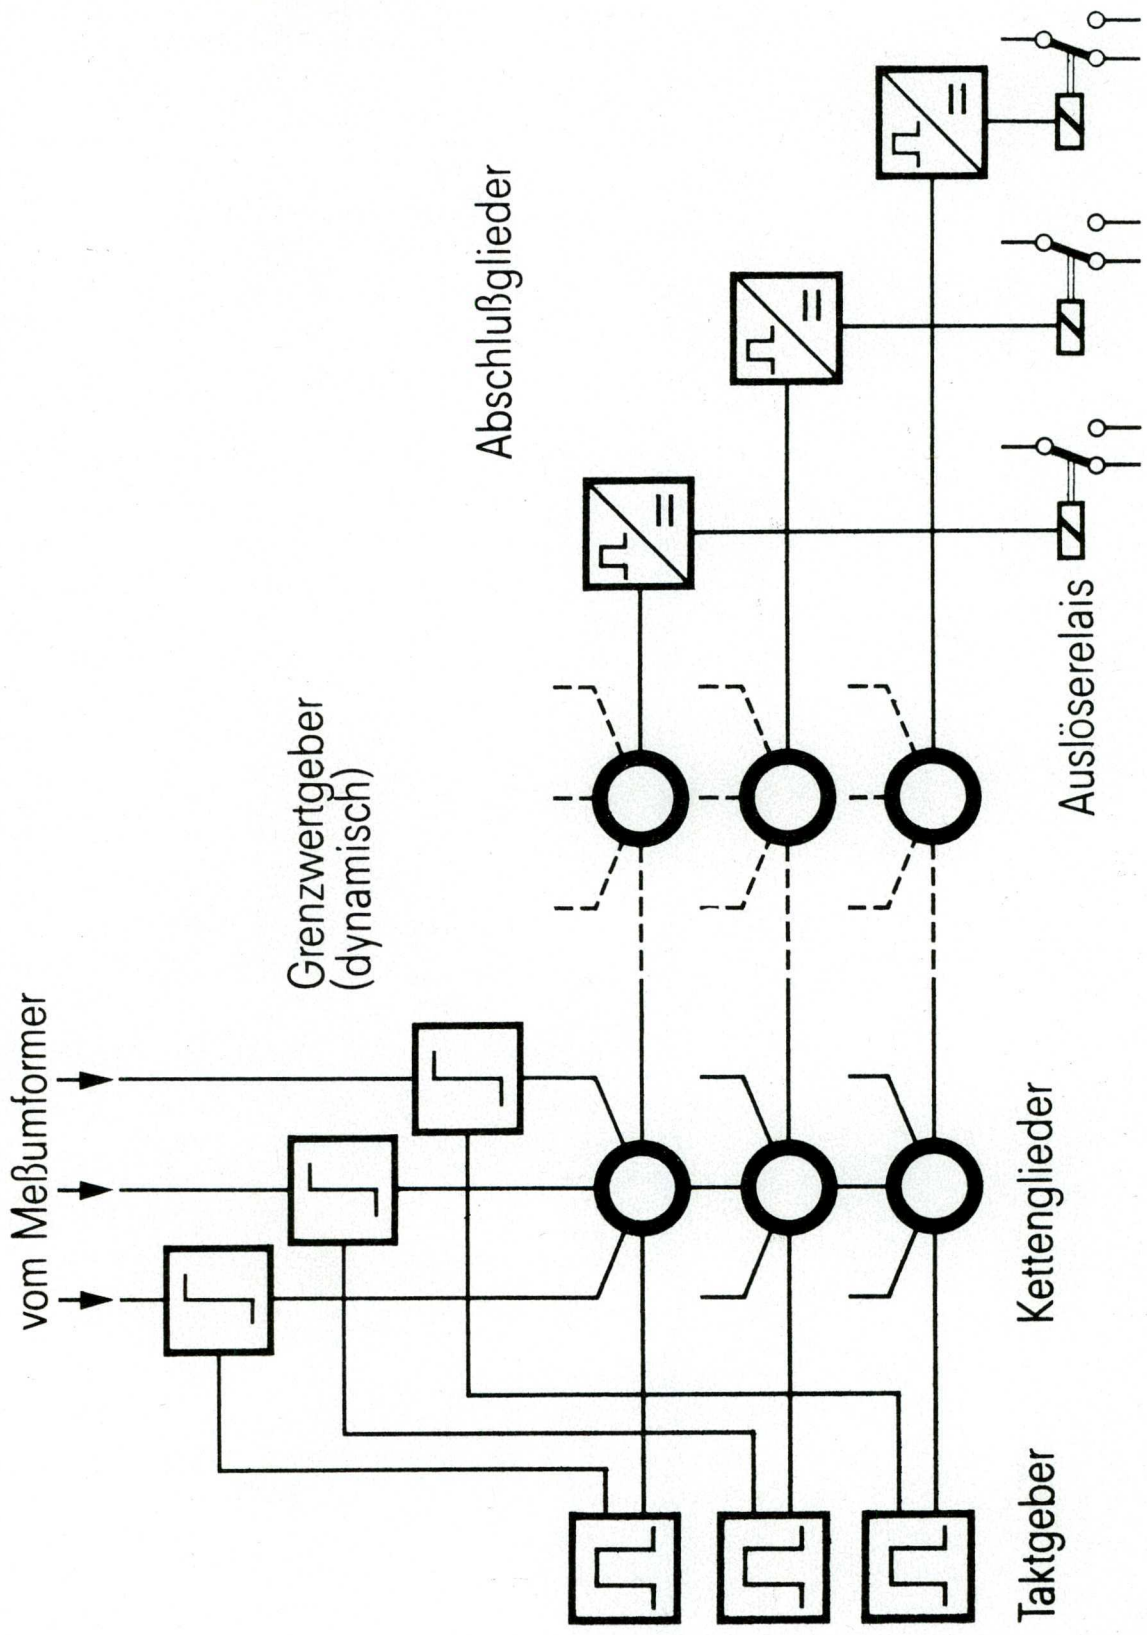 vom Meßumformer
Grenzwertgeber
(dynamisch)
Abschlußglieder
Taktgeber
Kettenglieder
Auslöserelais